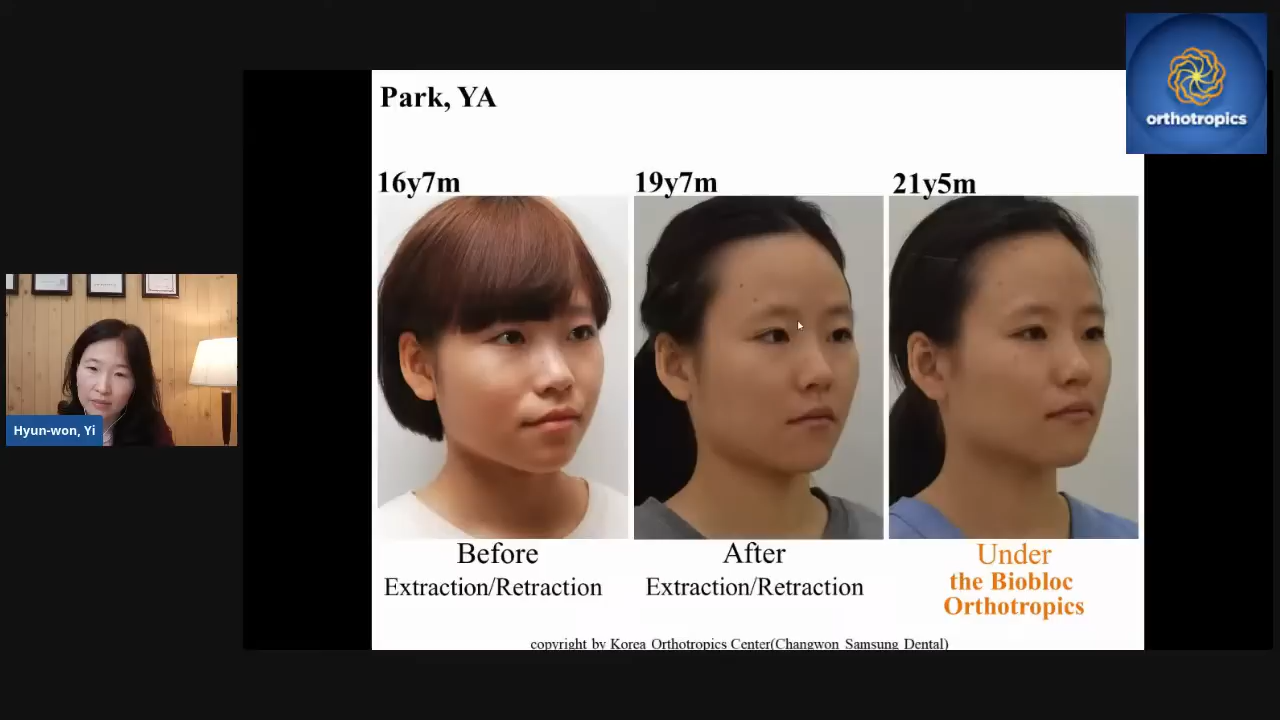 Park, YA
orthotropics
16y7m
19y7m
21y5m
Hyun-won, Yi
Before
Extraction/Retraction
After
Extraction/Retraction
Under
the Biobloc
Orthotropics
copyright by Korea Orthotropics Center(Changwon Samsung Dental)